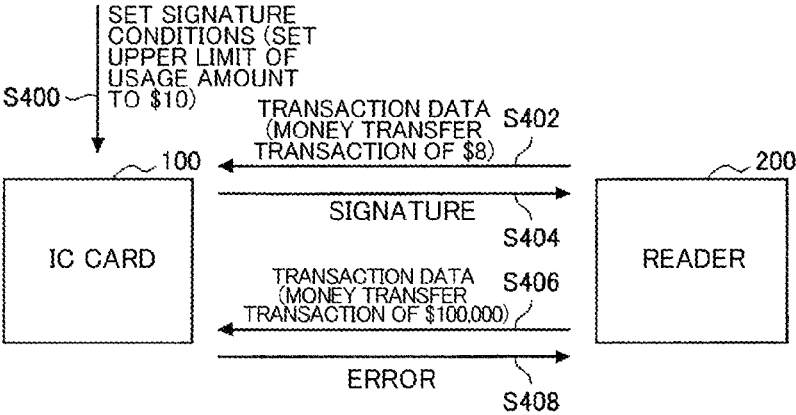 SET SIGNATURE
CONDITIONS (SET
UPPER LIMIT OF
USAGE AMOUNT
TO $10)
S400
TRANSACTION DATA
(MONEY TRANSFER
TRANSACTION OF $8)
S402
100
200
SIGNATURE
S404
IC CARD
READER
TRANSACTION DATA
(MONEY TRANSFER
TRANSACTION OF $100,000)
S406
ERROR
S408